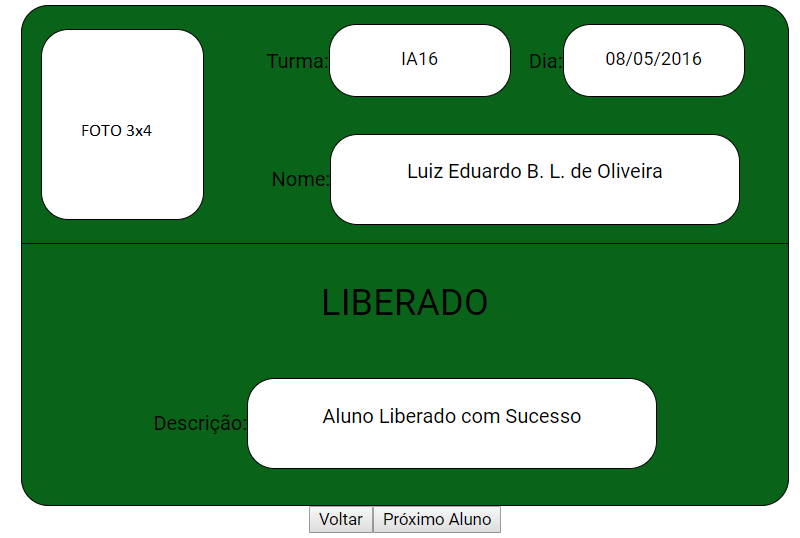 Turma: IA16 Dia: 08/05/2016
FOTO 3x4
Nome: Luiz Eduardo B. L. de Oliveira
LIBERADO
Descrição: Aluno Liberado com Sucesso
Voltar Próximo Aluno